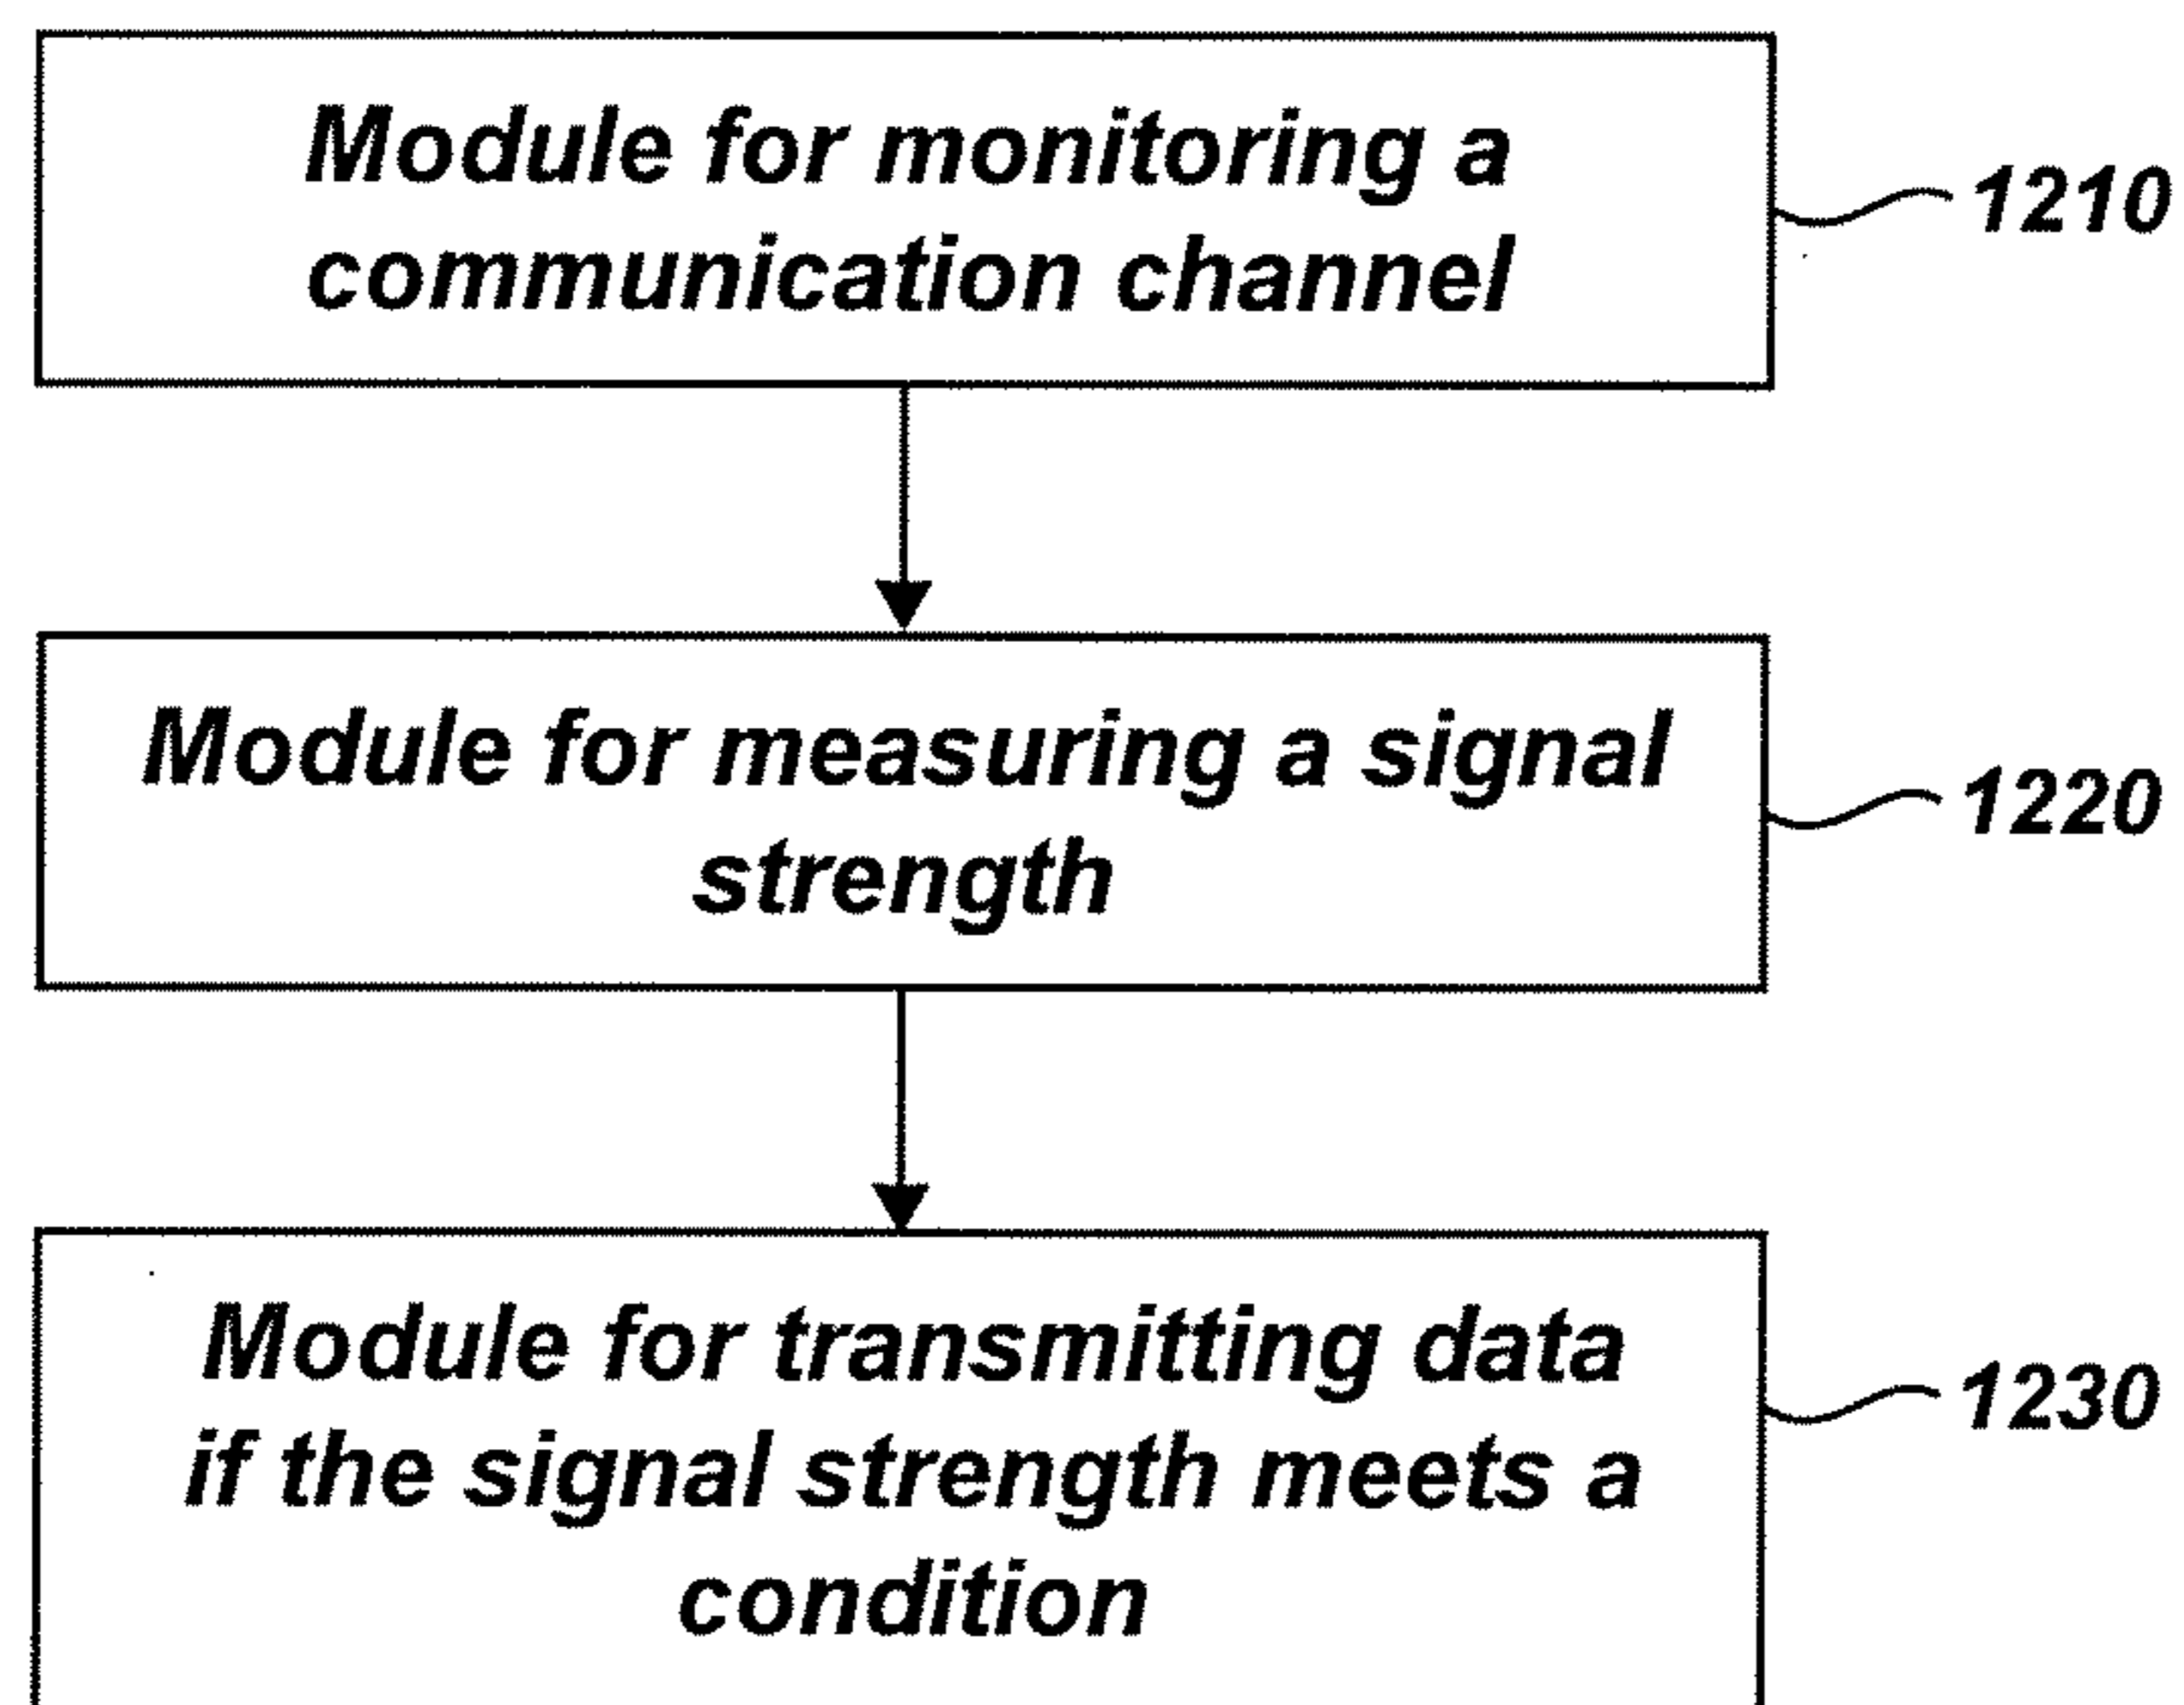 Module for monitoring a
communication channel
1210
Module for measuring a signal
strength
1220
Module for transmitting data
if the signal strength meets a
condition
1230